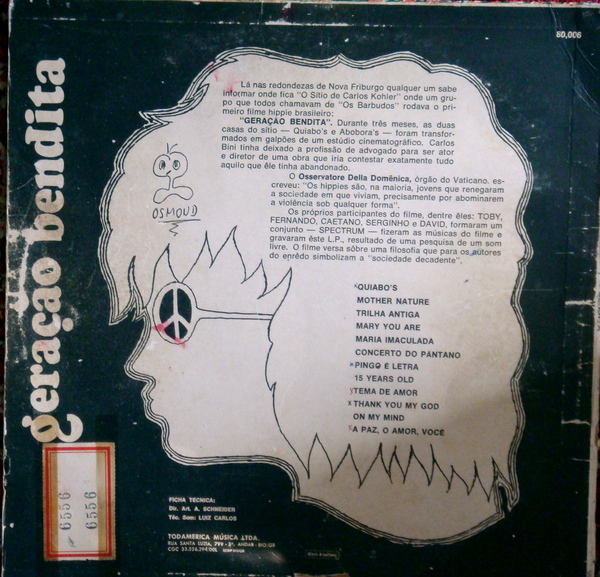 80,006
geração bendita
Lá nas redondezas de Nova Friburgo qualquer um sabe
informar onde fica "O Sítio de Carlos Kohler" onde um gru-
po que todos chamavam de "Os Barbudos" rodava o pri-
meiro filme hippie brasileiro:
"GERAÇÃO BENDITA". Durante três meses, as duas
casas do sítio — Quiabo's e Abobora's — foram transfor-
mados em galpões de um estúdio cinematográfico. Carlos
Bini tinha deixado a profissão de advogado para ser ator
e diretor de uma obra que iria contestar exatamente tudo
aquilo que êle tinha abandonado.
O Osservatore Della Domênica, órgão do Vaticano. es-
creveu: "Os hippies são, na maioria, jovens que renegaram
a sociedade em que viviam, precisamente por abominarem
a violência sob qualquer forma".
Os próprios participantes do filme, dentre êles: TOBY,
FERNANDO, CAETANO, SERGINHO e DAVID, formaram um
conjunto — SPECTRUM — fizeram as músicas do filme e
gravaram êste L.P., resultado de uma pesquisa de um som
livre. O filme versa sôbre uma filosofia que para os autores
do enrêdo simbolizam a "sociedade decadente".
OSMOUD
QUIABO'S
MOTHER NATURE
TRILHA ANTIGA
MARY YOU ARE
MARIA IMACULADA
CONCERTO DO PANTANO
PINGO E LETRA
15 YEARS OLD
TEMA DE AMOR
THANK YOU MY GOD
ON MY MIND
A PAZ, O AMOR, VOCÊ
6556
6556
FICHA TÉCNICA:
Dir. Art. A. SCHNEIDER
Téc. Som: LUIZ CARLOS
TODAMERICA MÚSICA LTDA.
RUA SANTA LUZIA, 799 - 3º. ANDAR - RIO/GB